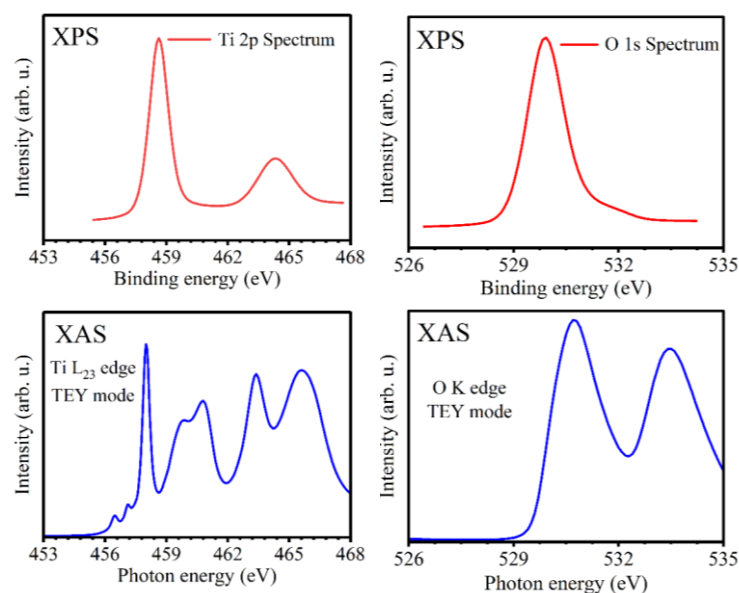 XPS
Ti 2p Spectrum
Intensity (arb. u.)
453 456 459 462 465 468
Binding energy (eV)
XPS
O 1s Spectrum
Intensity (arb. u.)
526 529 532 535
Binding energy (eV)
XAS
Ti L₂₃ edge
TEY mode
Intensity (arb. u.)
453 456 459 462 465 468
Photon energy (eV)
XAS
O K edge
TEY mode
Intensity (arb. u.)
526 529 532 535
Photon energy (eV)